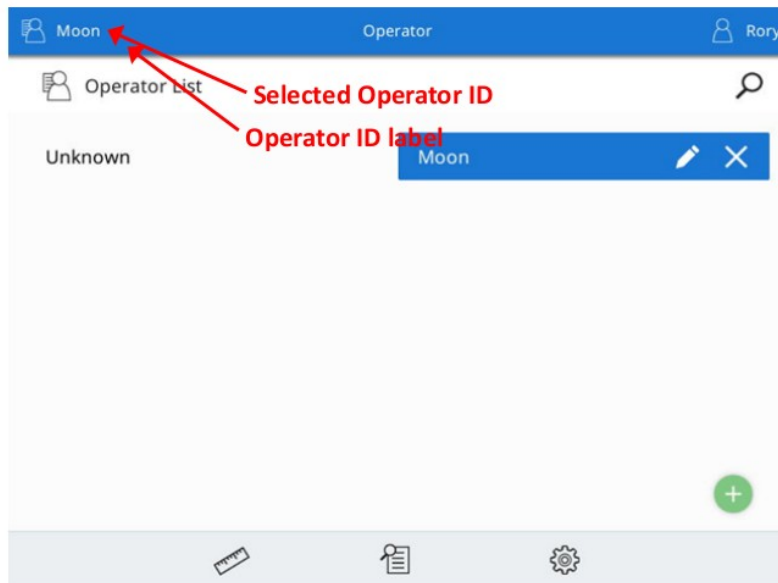 Moon Operator Rory
Operator List
Selected Operator ID
Operator ID label
Unknown Moon